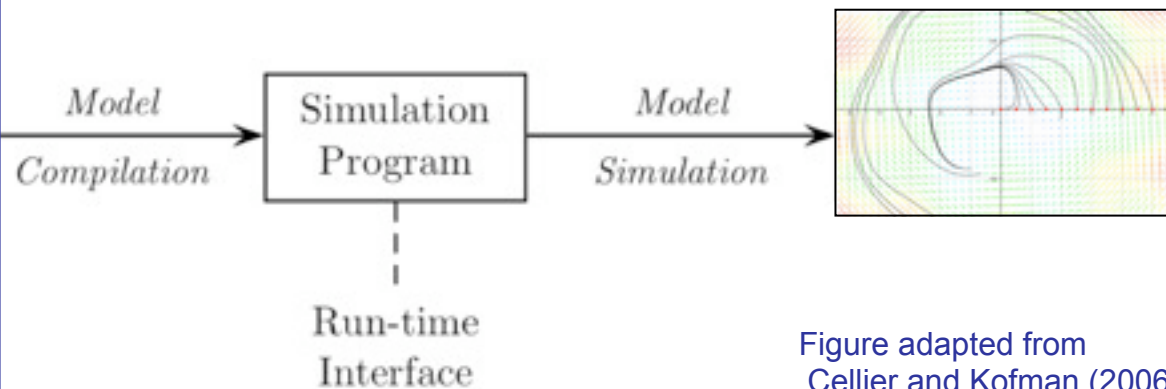 Model
Compilation
Simulation
Program
Model
Simulation
Run-time
Interface
Figure adapted from
Cellier and Kofman (2006